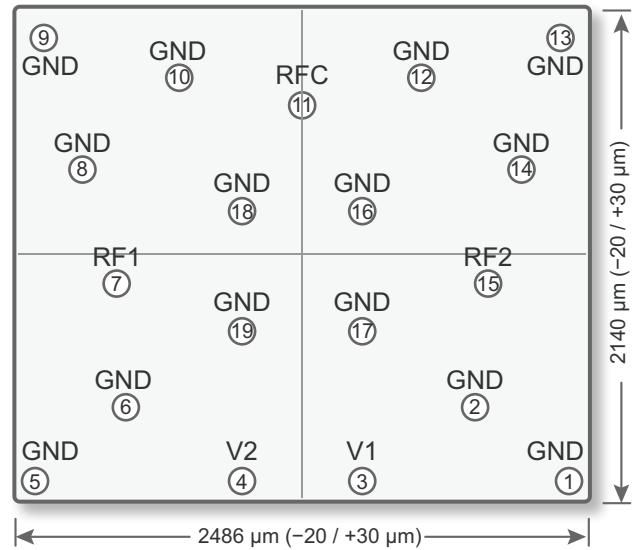 9
GND
GND
10
RFC
11
GND
12
13
GND
GND
8
GND
14
GND
18
GND
16
RF1
7
RF2
15
GND
19
GND
17
GND
6
GND
2
GND
5
V2
4
V1
3
GND
1
2140 µm (−20 / +30 µm)
2486 µm (−20 / +30 µm)